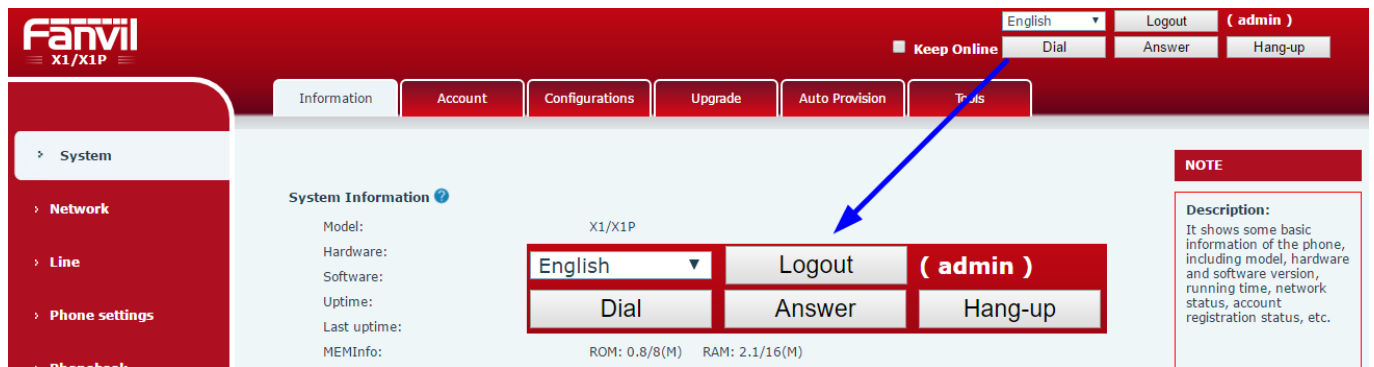 Fanvil
X1/X1P
English Logout ( admin )
Keep Online Dial Answer Hang-up
Information Account Configurations Upgrade Auto Provision Tools
System
Network
Line
Phone settings
Phonebook
System Information
Model: X1/X1P
Hardware:
Software:
Uptime:
Last uptime:
MEMInfo: ROM: 0.8/8(M) RAM: 2.1/16(M)
English Logout ( admin )
Dial Answer Hang-up
NOTE
Description:
It shows some basic
information of the phone,
including model, hardware
and software version,
running time, network
status, account
registration status, etc.